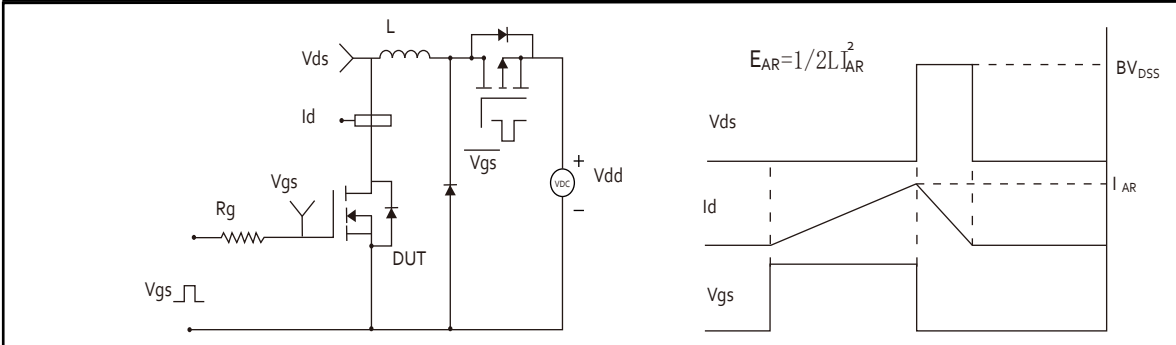 L
Vds
Id
Vgs
Vgs
+
VDC
Vdd
−
Rg
DUT
Vgs
E_AR=1/2LI²_AR
BV_DSS
Vds
I_AR
Id
Vgs